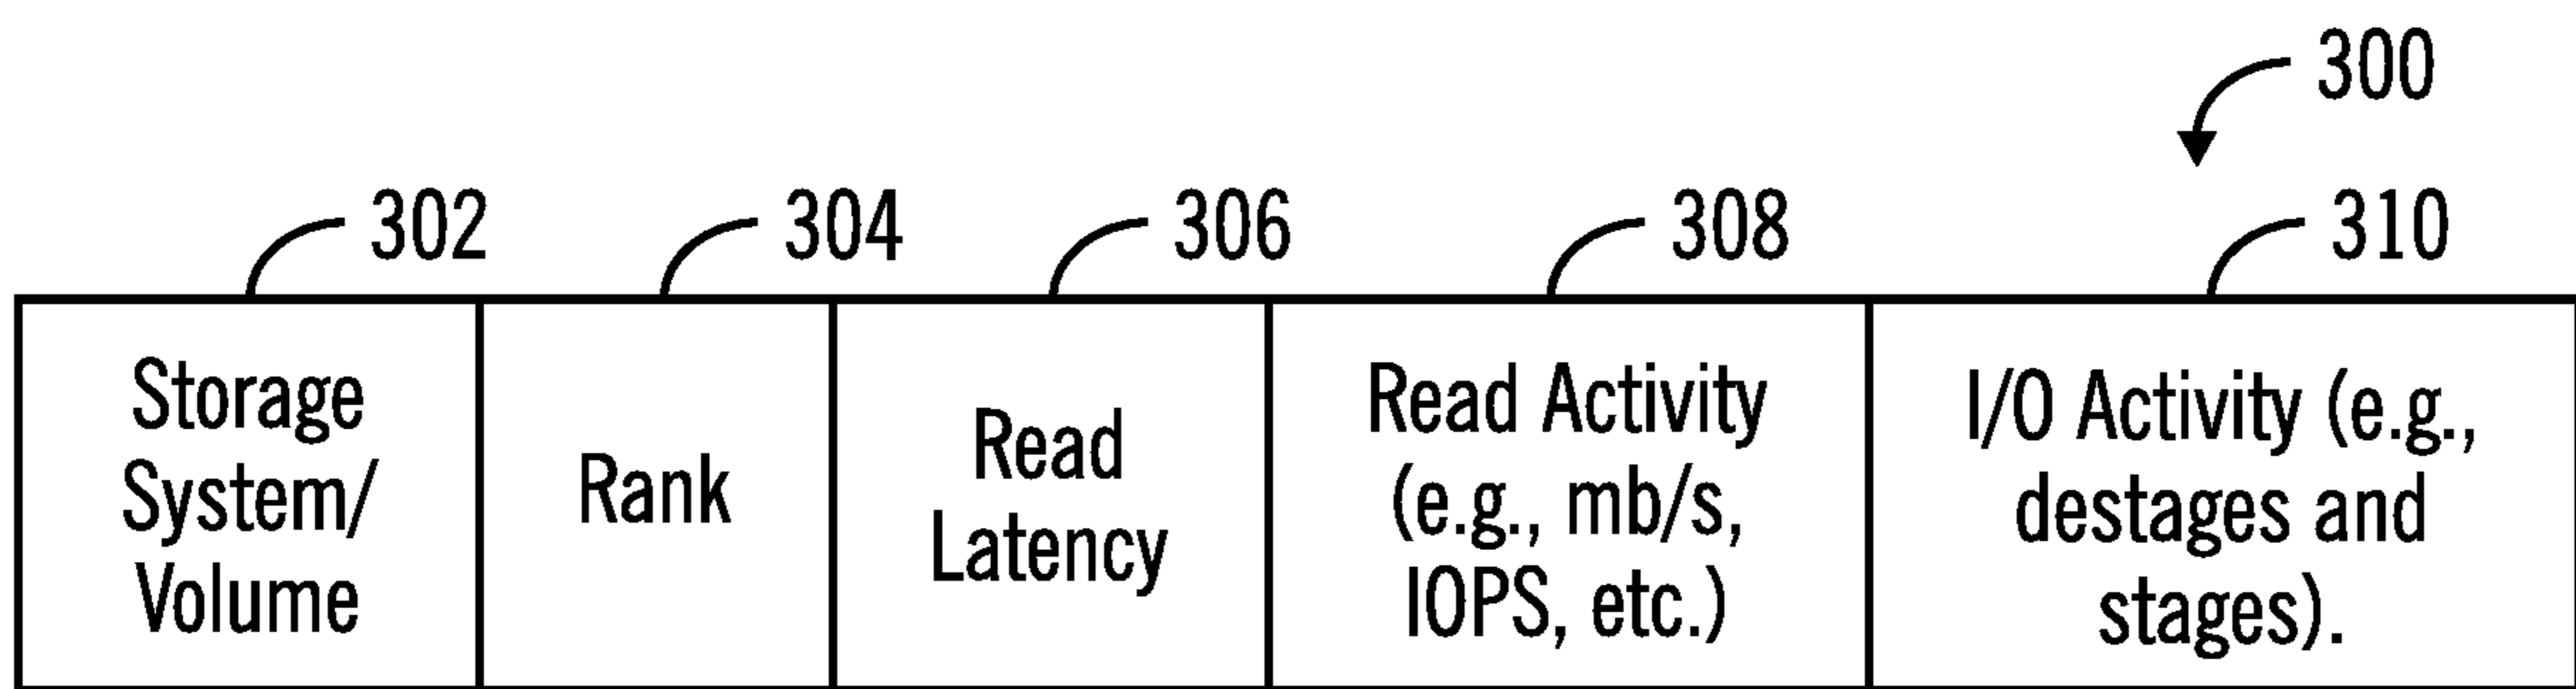 300
302
304
306
308
310
Storage
System/
Volume
Rank
Read
Latency
Read Activity
(e.g., mb/s,
IOPS, etc.)
I/O Activity (e.g.,
destages and
stages).